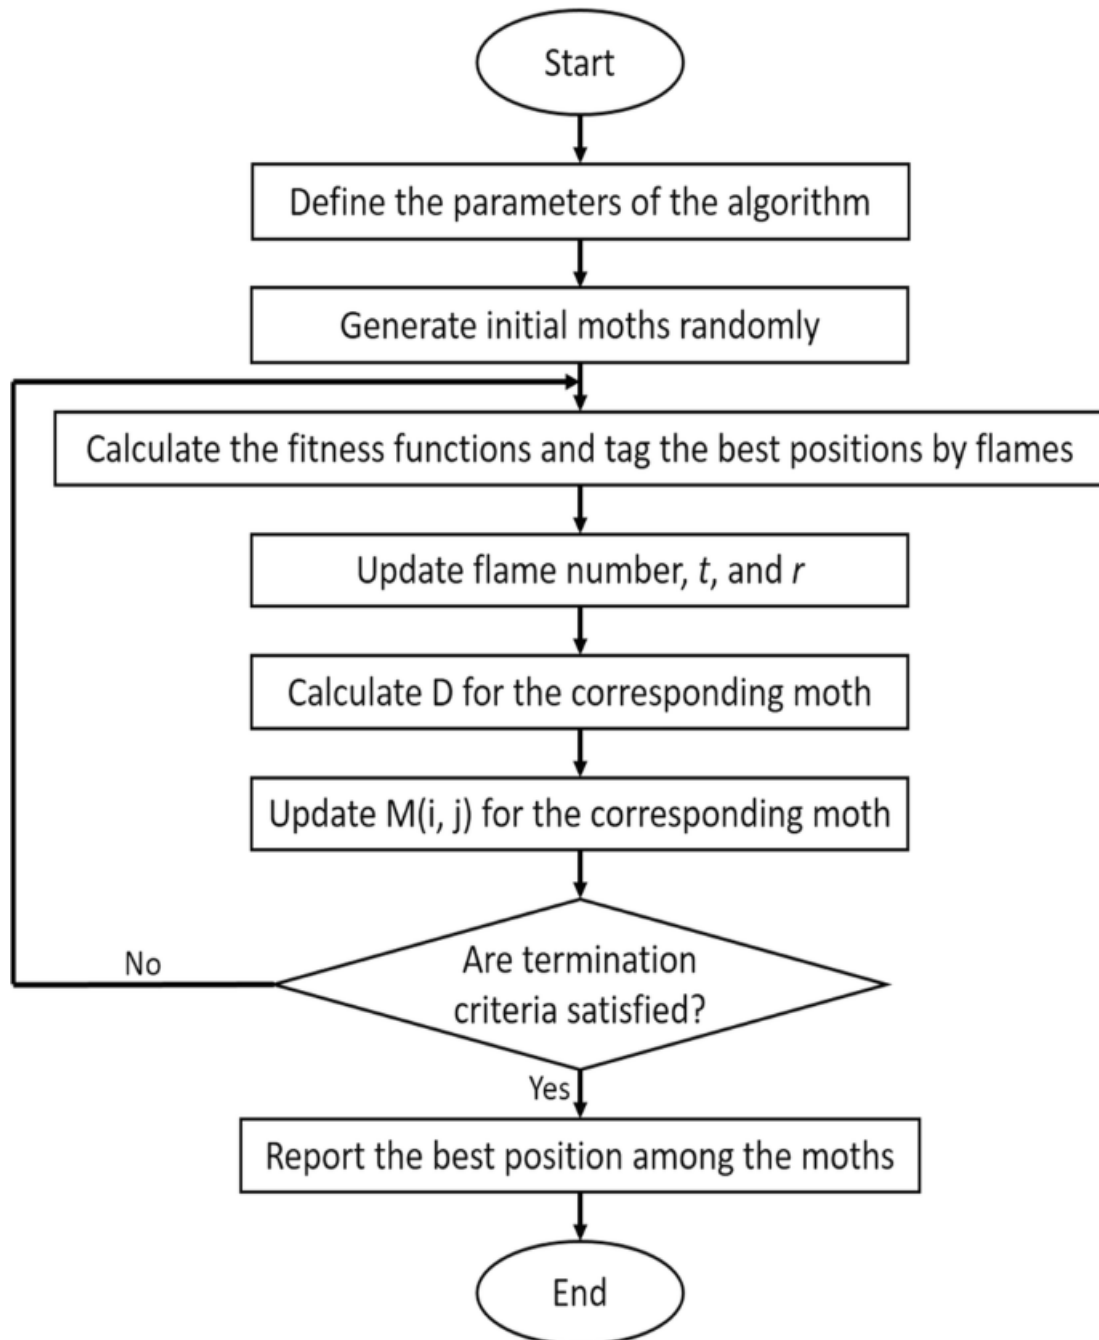 Start
Define the parameters of the algorithm
Generate initial moths randomly
Calculate the fitness functions and tag the best positions by flames
Update flame number, t, and r
Calculate D for the corresponding moth
Update M(i, j) for the corresponding moth
Are termination
criteria satisfied?
No
Yes
Report the best position among the moths
End